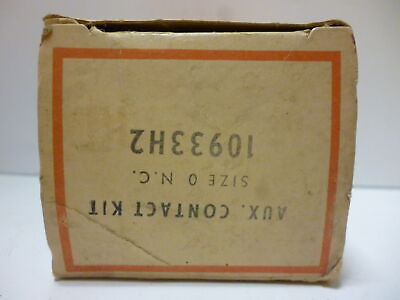 AUX. CONTACT KIT
SIZE 0 N.C.
10933H2